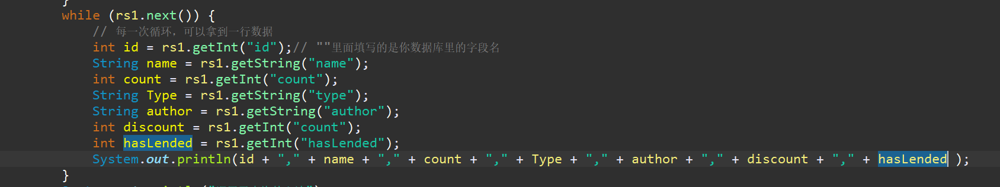 }
while (rs1.next()) {
// 每一次循环，可以拿到一行数据
int id = rs1.getInt("id");// ""里面填写的是你数据库里的字段名
String name = rs1.getString("name");
int count = rs1.getInt("count");
String Type = rs1.getString("type");
String author = rs1.getString("author");
int discount = rs1.getInt("count");
int hasLended = rs1.getInt("hasLended");
System.out.println(id + "," + name + "," + count + "," + Type + "," + author + "," + discount + "," + hasLended );
}